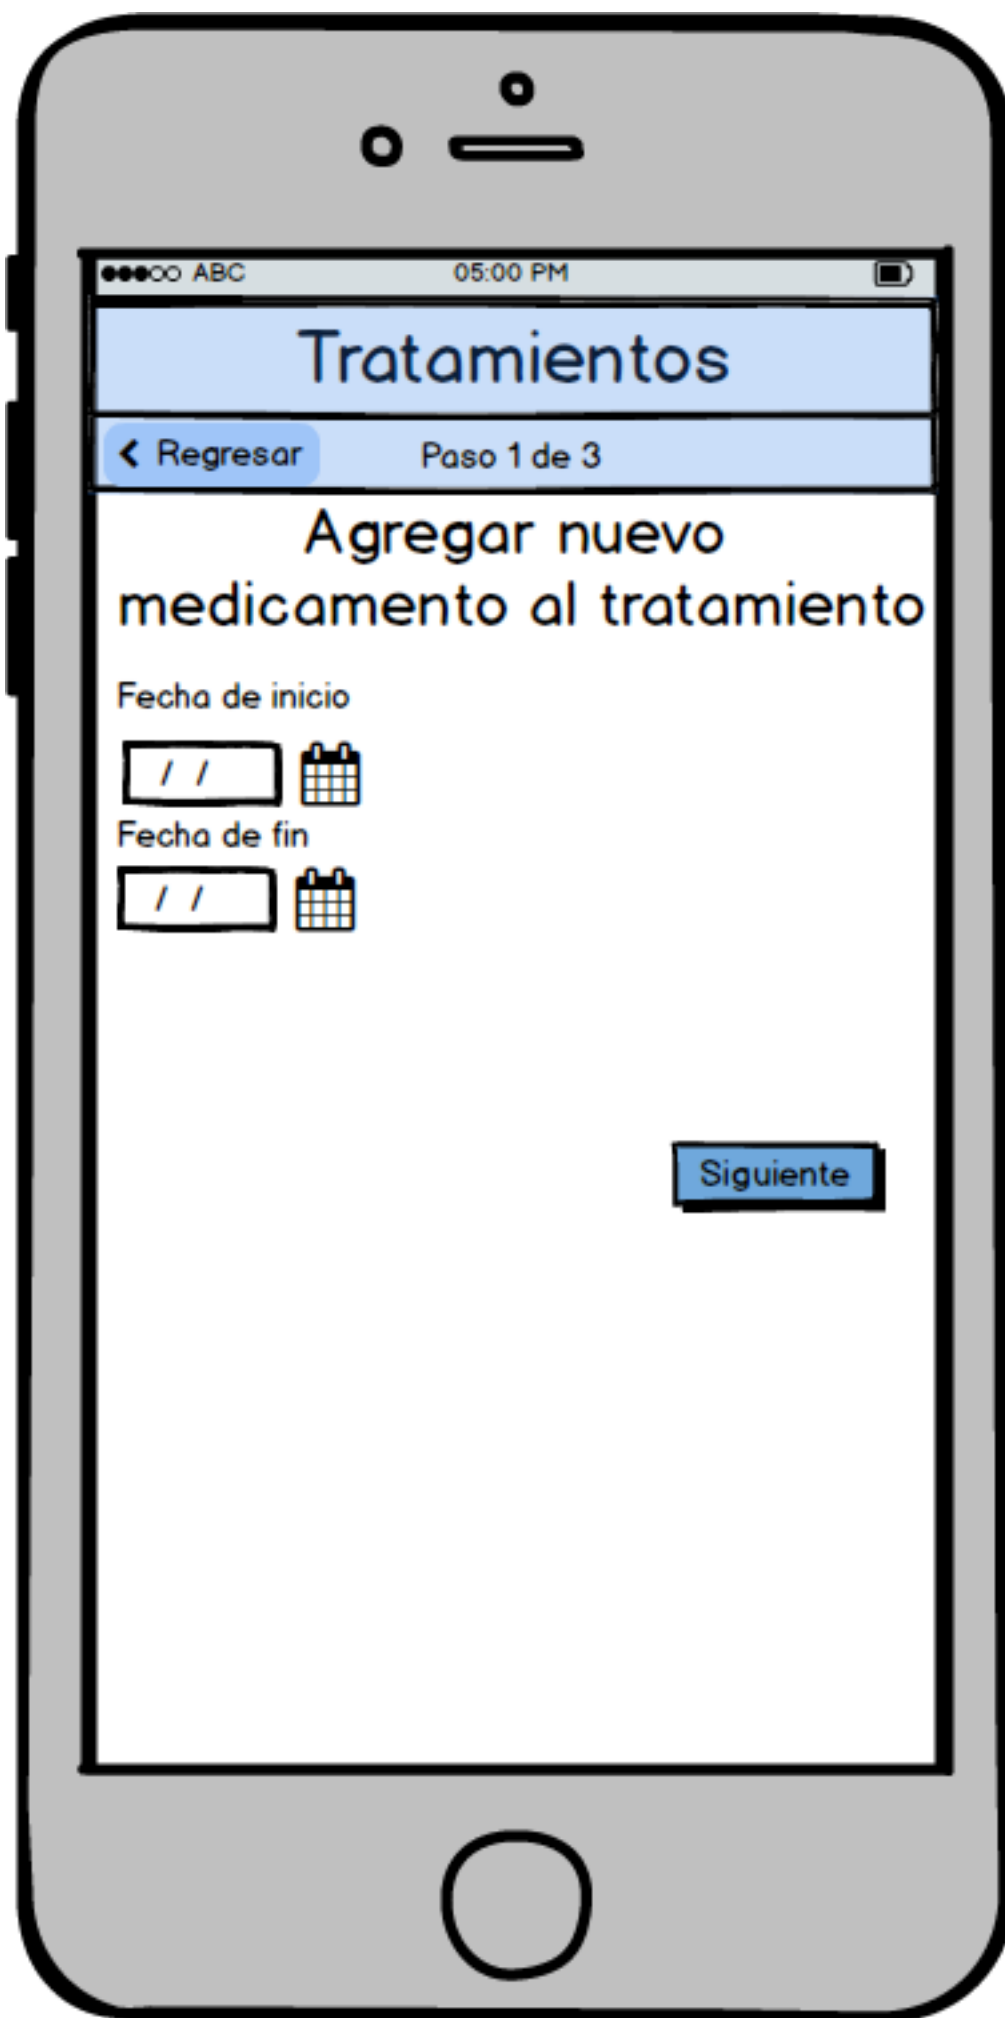 ABC 05:00 PM
Tratamientos
Regresar Paso 1 de 3
Agregar nuevo
medicamento al tratamiento
Fecha de inicio
/ /
Fecha de fin
/ /
Siguiente